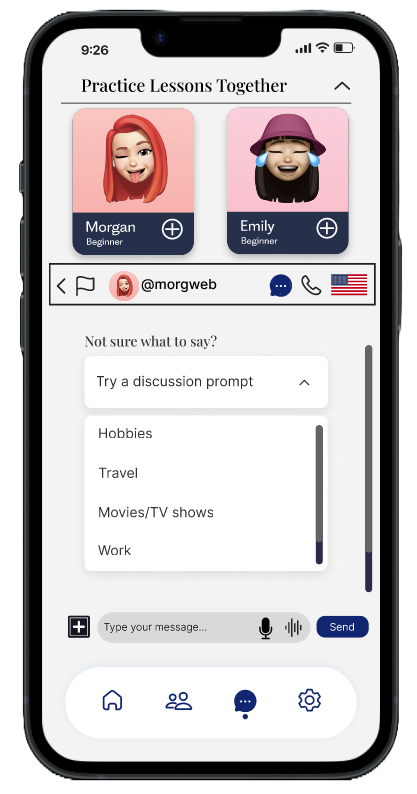 9:26
Practice Lessons Together
Morgan
Beginner
Emily
Beginner
@morgweb
Not sure what to say?
Try a discussion prompt
Hobbies
Travel
Movies/TV shows
Work
Type your message...
Send